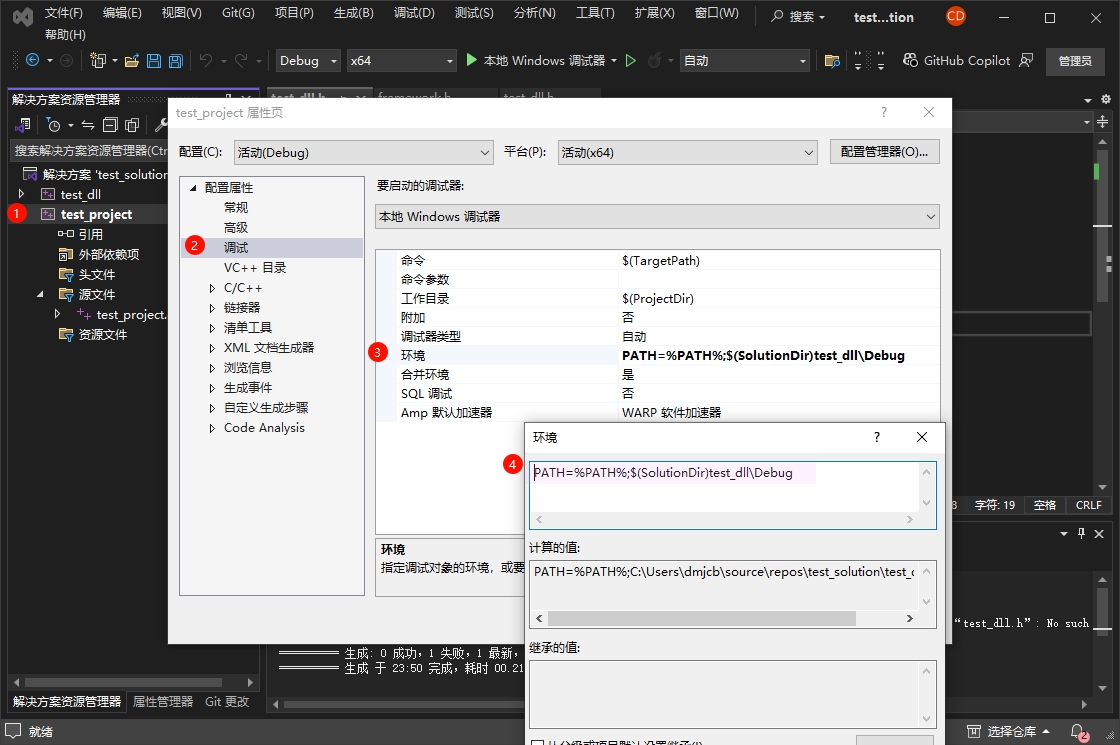 文件(F) 编辑(E) 视图(V) Git(G) 项目(P) 生成(B) 调试(D) 测试(S) 分析(N) 工具(T) 扩展(X) 窗口(W) 搜索 test...tion CD
帮助(H)
Debug x64 本地 Windows 调试器 自动 GitHub Copilot 管理员
解决方案资源管理器
搜索解决方案资源管理器(Ctr
解决方案 'test_solution
test_dll
1 test_project
引用
外部依赖项
头文件
源文件
test_project.
资源文件
test_dll.h framework.h test_dll.h
test_project 属性页 ?
配置(C): 活动(Debug) 平台(P): 活动(x64) 配置管理器(O)...
配置属性
常规
高级
2 调试
VC++ 目录
C/C++
链接器
清单工具
XML 文档生成器
浏览信息
生成事件
自定义生成步骤
Code Analysis
要启动的调试器:
本地 Windows 调试器
命令 $(TargetPath)
命令参数
工作目录 $(ProjectDir)
附加 否
调试器类型 自动
3 环境 PATH=%PATH%;$(SolutionDir)test_dll\Debug
合并环境 是
SQL 调试 否
Amp 默认加速器 WARP 软件加速器
环境
指定调试对象的环境，或要
环境 ?
4 PATH=%PATH%;$(SolutionDir)test_dll\Debug
计算的值:
PATH=%PATH%;C:\Users\dmjcb\source\repos\test_solution\test_c
继承的值:
8 字符: 19 空格 CRLF
“test_dll.h”: No such
========== 生成: 0 成功，1 失败，1 最新，
========== 生成 于 23:50 完成，耗时 00.21
解决方案资源管理器 属性管理器 Git 更改
就绪 选择仓库 2